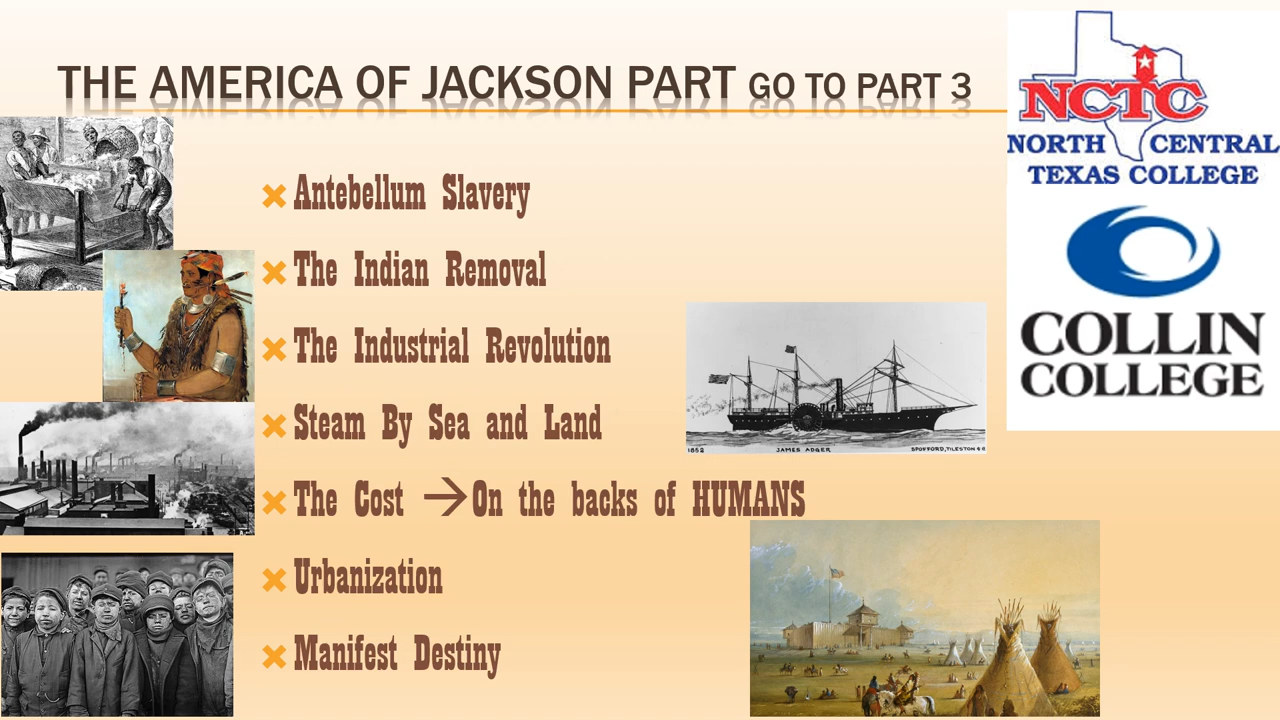 THE AMERICA OF JACKSON PART GO TO PART 3
Antebellum Slavery
The Indian Removal
The Industrial Revolution
Steam By Sea and Land
The Cost →On the backs of HUMANS
Urbanization
Manifest Destiny
NCTC
NORTH CENTRAL
TEXAS COLLEGE
COLLIN
COLLEGE
1852 JAMES ADGER SPOFFORD, TILESTON & C